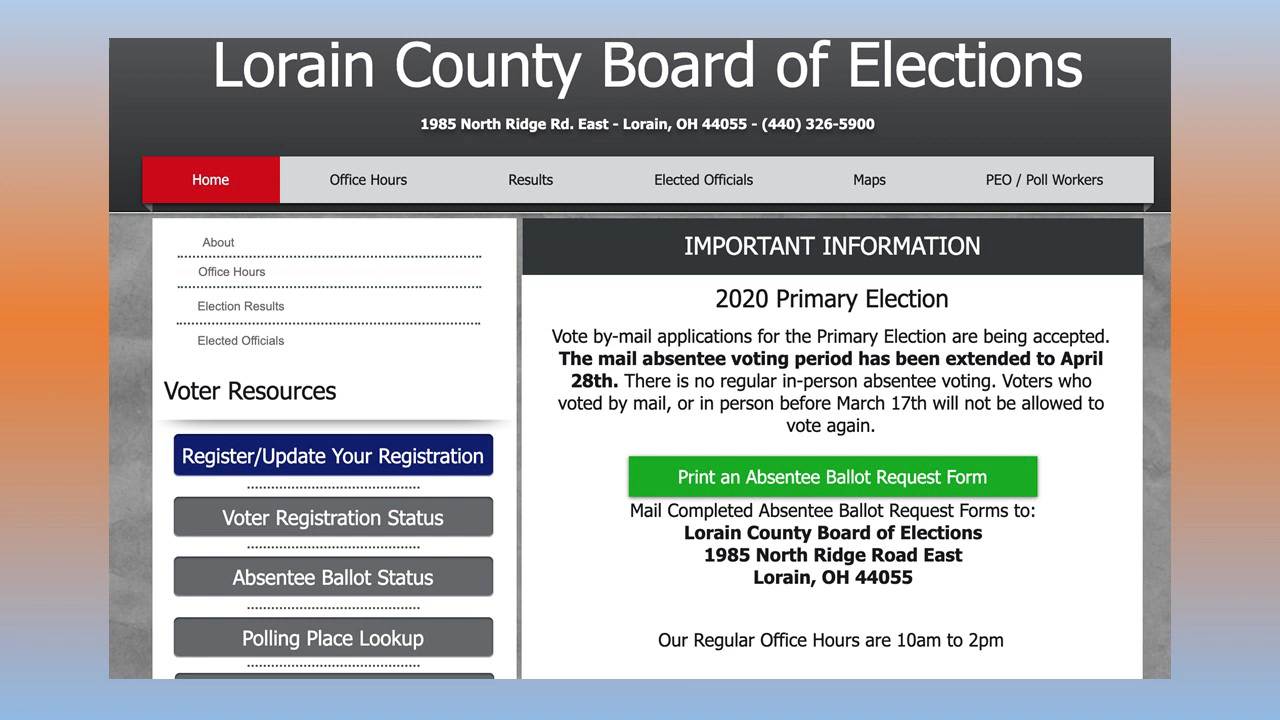 Lorain County Board of Elections
1985 North Ridge Rd. East - Lorain, OH 44055 - (440) 326-5900
Home Office Hours Results Elected Officials Maps PEO / Poll Workers
About
Office Hours
Election Results
Elected Officials
Voter Resources
Register/Update Your Registration
Voter Registration Status
Absentee Ballot Status
Polling Place Lookup
IMPORTANT INFORMATION
2020 Primary Election
Vote by-mail applications for the Primary Election are being accepted.
The mail absentee voting period has been extended to April
28th. There is no regular in-person absentee voting. Voters who
voted by mail, or in person before March 17th will not be allowed to
vote again.
Print an Absentee Ballot Request Form
Mail Completed Absentee Ballot Request Forms to:
Lorain County Board of Elections
1985 North Ridge Road East
Lorain, OH 44055
Our Regular Office Hours are 10am to 2pm